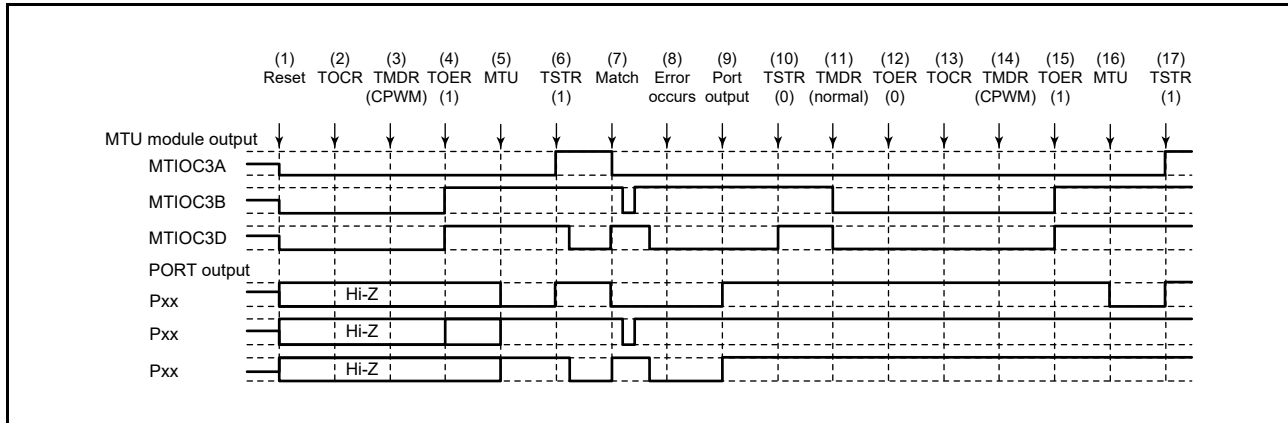 (1) (2) (3) (4) (5) (6) (7) (8) (9) (10) (11) (12) (13) (14) (15) (16) (17)
Reset TOCR TMDR TOER MTU TSTR Match Error Port TSTR TMDR TOER TOCR TMDR TOER MTU TSTR
(CPWM) (1) (1) occurs output (0) (normal) (0) (CPWM) (1) (1)
MTU module output
MTIOC3A
MTIOC3B
MTIOC3D
PORT output
Pxx Hi-Z
Pxx Hi-Z
Pxx Hi-Z